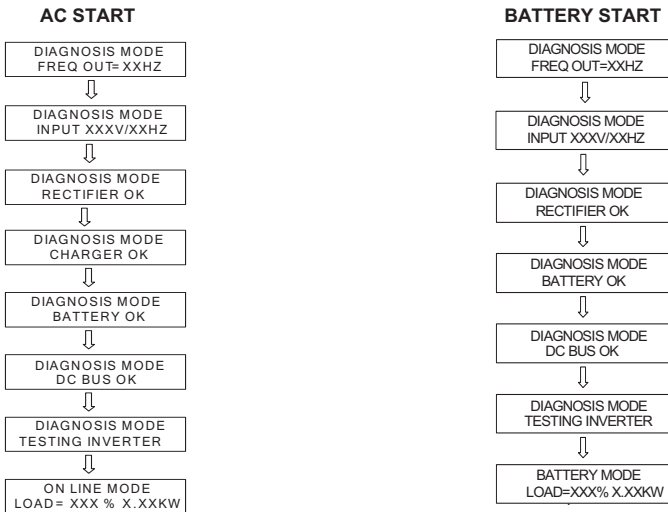 AC START
DIAGNOSIS MODE
FREQ OUT= XXHZ
DIAGNOSIS MODE
INPUT XXXV/XXHZ
DIAGNOSIS MODE
RECTIFIER OK
DIAGNOSIS MODE
CHARGER OK
DIAGNOSIS MODE
BATTERY OK
DIAGNOSIS MODE
DC BUS OK
DIAGNOSIS MODE
TESTING INVERTER
ON LINE MODE
LOAD= XXX % X.XXKW
BATTERY START
DIAGNOSIS MODE
FREQ OUT=XXHZ
DIAGNOSIS MODE
INPUT XXXV/XXHZ
DIAGNOSIS MODE
RECTIFIER OK
DIAGNOSIS MODE
BATTERY OK
DIAGNOSIS MODE
DC BUS OK
DIAGNOSIS MODE
TESTING INVERTER
BATTERY MODE
LOAD=XXX% X.XXKW